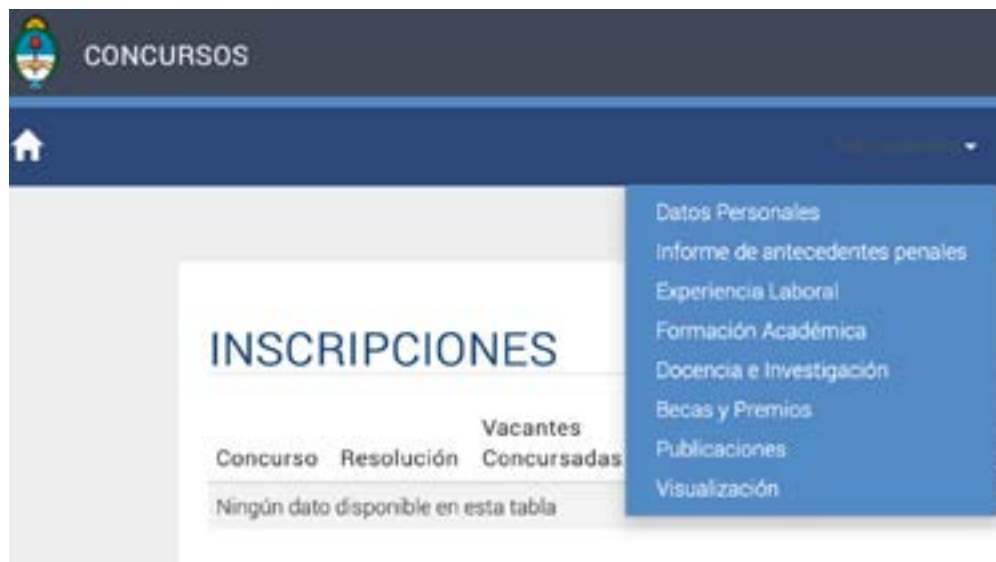 CONCURSOS
Datos Personales
Informe de antecedentes penales
Experiencia Laboral
Formación Académica
Docencia e Investigación
Becas y Premios
Publicaciones
Visualización
INSCRIPCIONES
Concurso Resolución Vacantes Concursadas
Ningún dato disponible en esta tabla